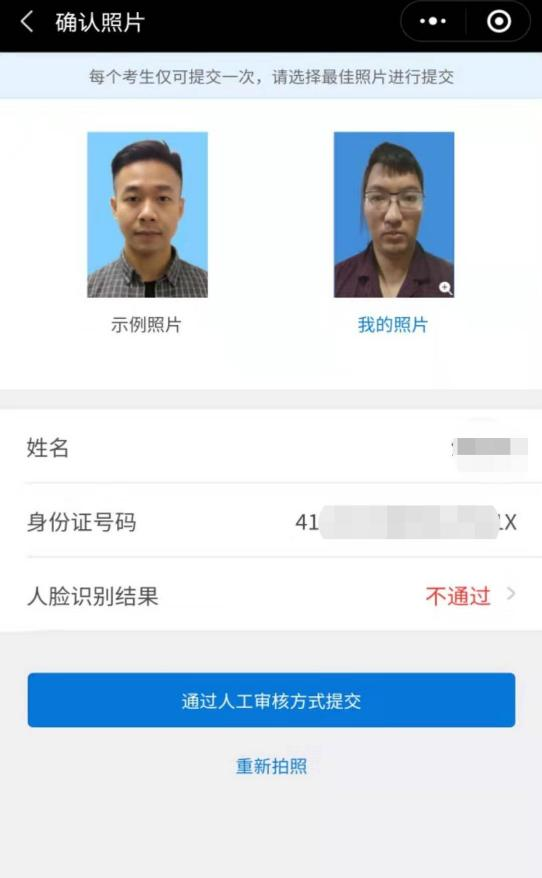 确认照片
每个考生仅可提交一次，请选择最佳照片进行提交
示例照片
我的照片
姓名
身份证号码
41
1X
人脸识别结果
不通过
通过人工审核方式提交
重新拍照